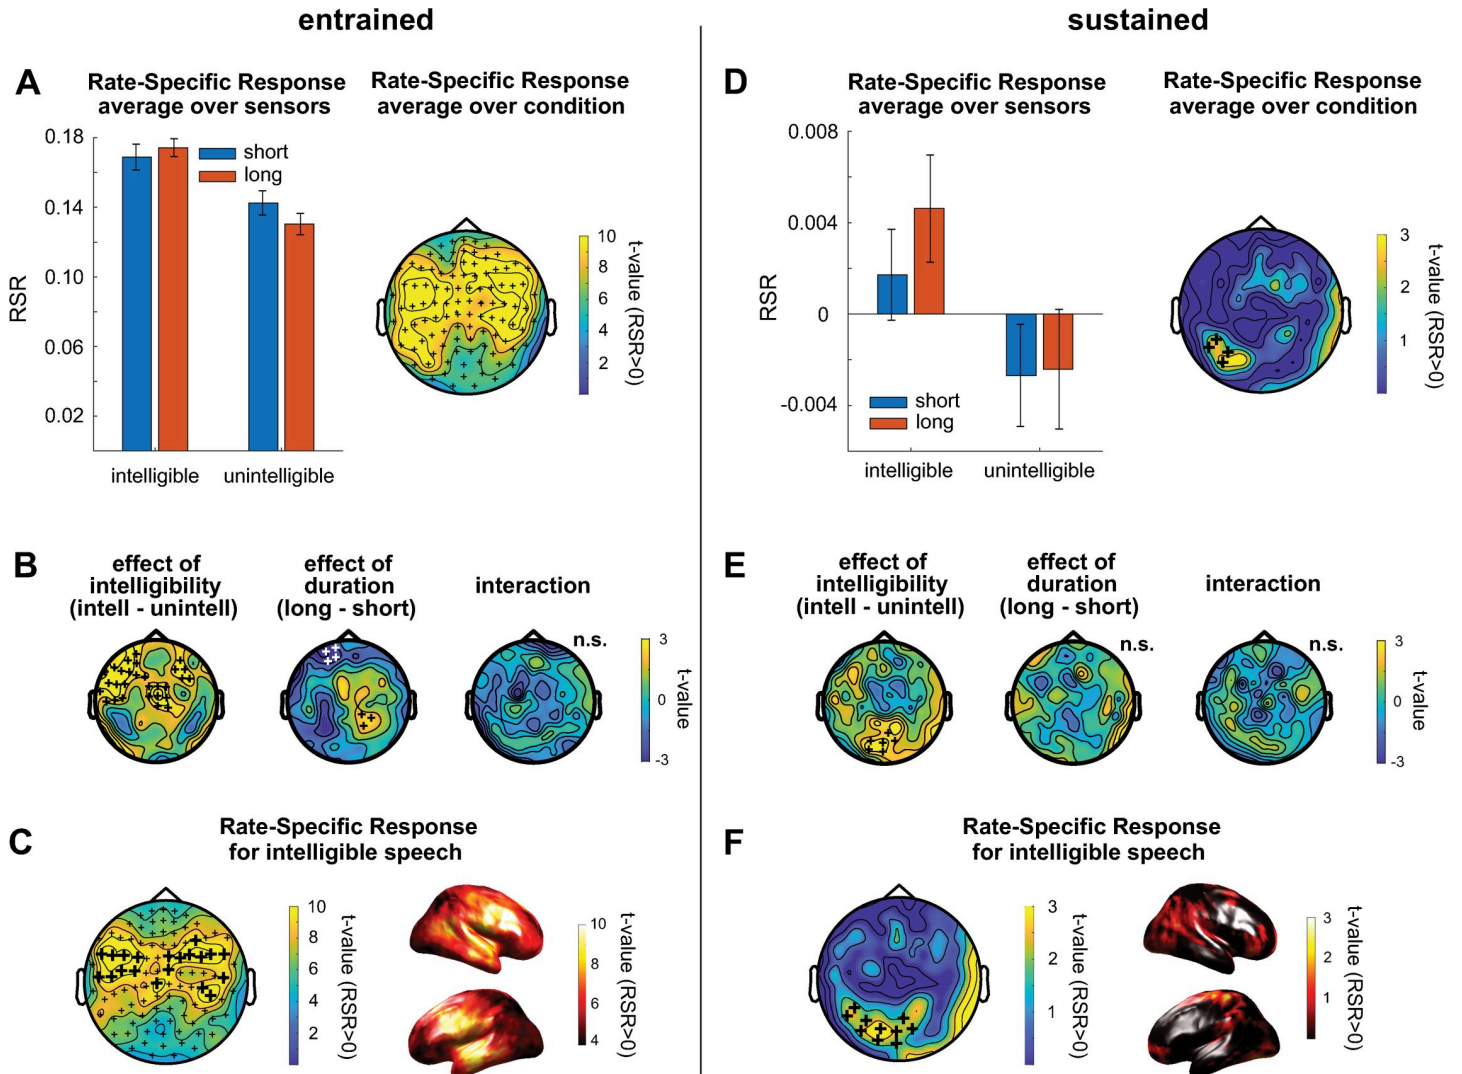 entrained
sustained
A
Rate-Specific Response
average over sensors
Rate-Specific Response
average over condition
0.18
0.14
0.10
0.06
0.02
RSR
short
long
intelligible
unintelligible
10
8
6
4
2
t-value (RSR>0)
D
Rate-Specific Response
average over sensors
Rate-Specific Response
average over condition
0.008
0.004
0
-0.004
RSR
short
long
intelligible
unintelligible
3
2
1
t-value (RSR>0)
B
effect of
intelligibility
(intell - unintell)
effect of
duration
(long - short)
interaction
n.s.
3
0
-3
t-value
E
effect of
intelligibility
(intell - unintell)
effect of
duration
(long - short)
n.s.
interaction
n.s.
3
0
-3
t-value
C
Rate-Specific Response
for intelligible speech
10
8
6
4
2
t-value (RSR>0)
10
8
6
4
t-value (RSR>0)
F
Rate-Specific Response
for intelligible speech
3
2
1
t-value (RSR>0)
3
2
1
t-value (RSR>0)